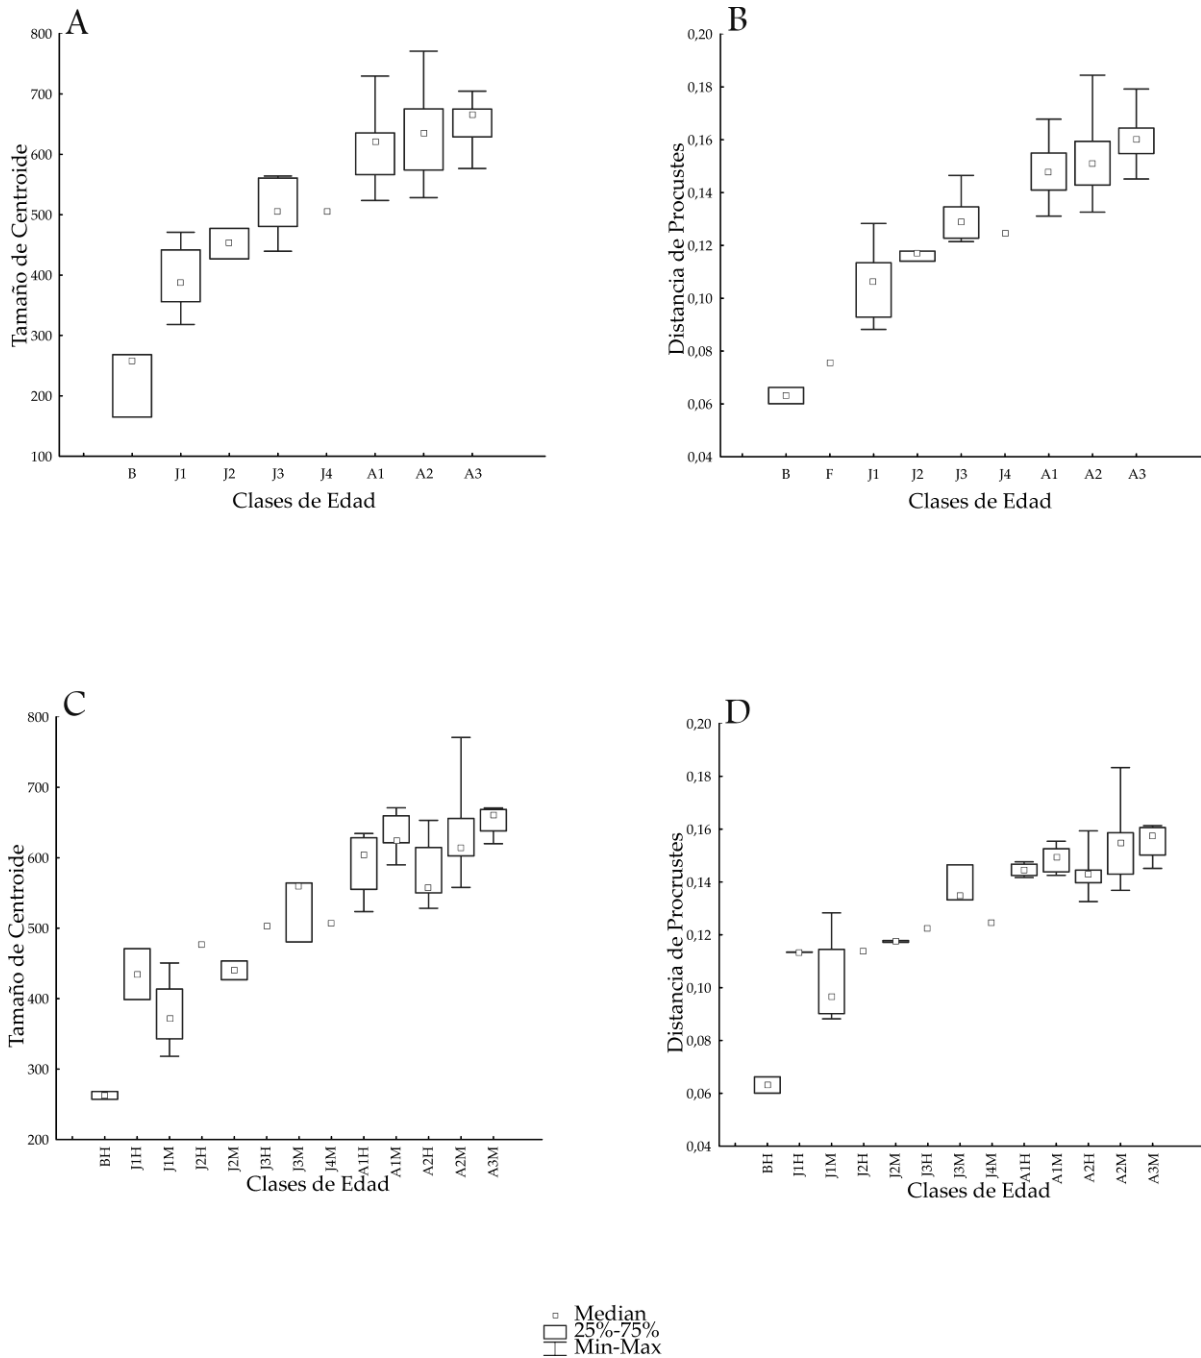 A
800
700
600
500
400
300
200
100
Tamaño de Centroide
B J1 J2 J3 J4 A1 A2 A3
Clases de Edad
B
0,20
0,18
0,16
0,14
0,12
0,10
0,08
0,06
0,04
Distancia de Procustes
B F J1 J2 J3 J4 A1 A2 A3
Clases de Edad
C
800
700
600
500
400
300
200
Tamaño de Centroide
BH J1H J1M J2H J2M J3H J3M J4M A1H A1M A2H A2M A3M
Clases de Edad
D
0,20
0,18
0,16
0,14
0,12
0,10
0,08
0,06
0,04
Distancia de Procrustes
BH J1H J1M J2H J2M J3H J3M J4M A1H A1M A2H A2M A3M
Clases de Edad
Median
25%-75%
Min-Max